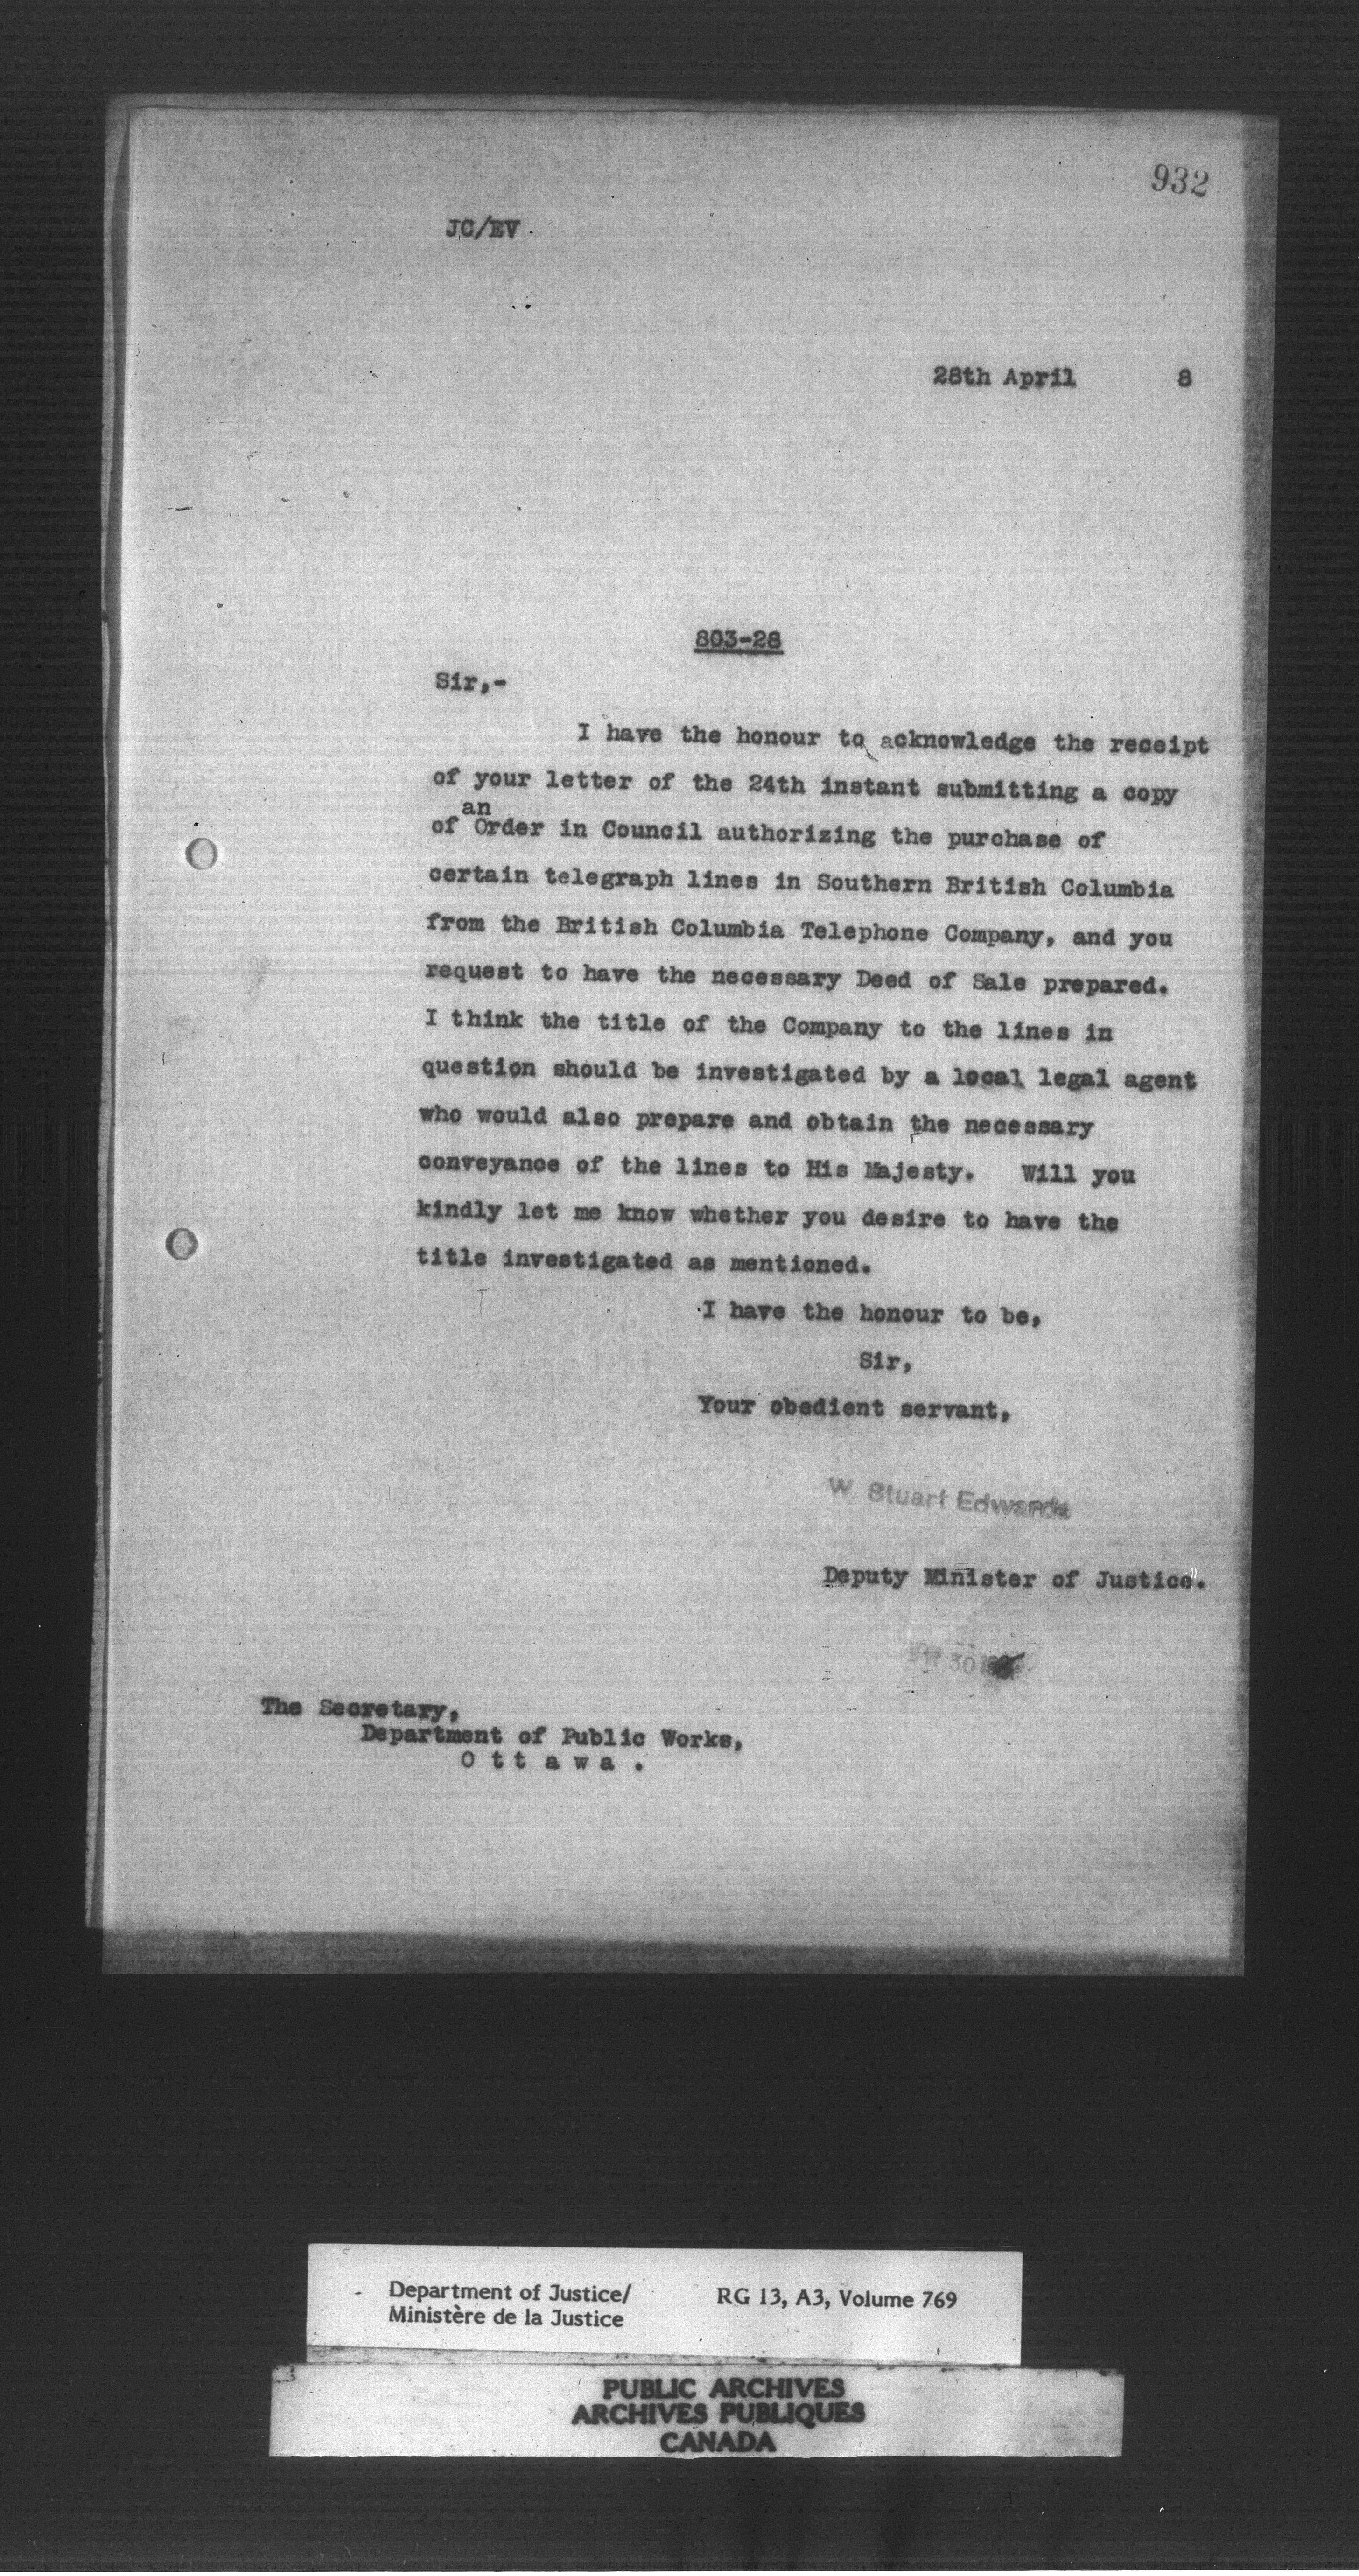 932
JC/EV
28th April 8
803-28
Sir,-
I have the honour to acknowledge the receipt
of your letter of the 24th instant submitting a copy
an
of Order in Council authorizing the purchase of
certain telegraph lines in Southern British Columbia
from the British Columbia Telephone Company, and you
request to have the necessary Deed of Sale prepared.
I think the title of the Company to the lines in
question should be investigated by a local legal agent
who would also prepare and obtain the necessary
conveyance of the lines to His Majesty. Will you
kindly let me know whether you desire to have the
title investigated as mentioned.
I have the honour to be,
Sir,
Your obedient servant,
W. Stuart Edwards
Deputy Minister of Justice.
30
The Secretary,
Department of Public Works,
Ottawa.
Department of Justice/ RG 13, A3, Volume 769
Ministère de la Justice
PUBLIC ARCHIVES
ARCHIVES PUBLIQUES
CANADA